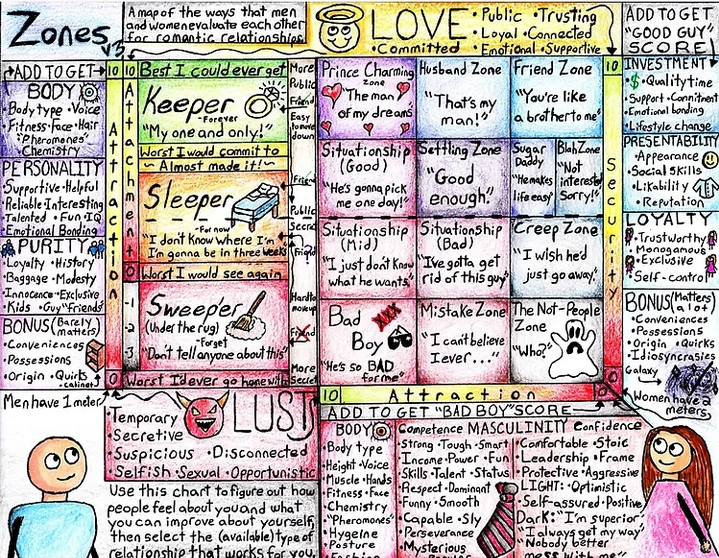 Zones v3
A map of the ways that men
and women evaluate each other
for romantic relationships.
LOVE
•Public •Trusting
•Loyal •Connected
•Committed •Emotional •Supportive
ADD TO GET
"GOOD GUY"
SCORE!
ADD TO GET
BODY
Body type •Voice
•Fitness•Face•Hair
"Pheromones"
Chemistry
PERSONALITY
Supportive•Helpful
Reliable•Interesting
Talented •Fun•IQ
Emotional Bonding
PURITY
Loyalty •History
•Baggage •Modesty
•Innocence•Exclusive
Kids •Guy "Friends"
BONUS (Barely
matters)
•Conveniences
•Possessions
•Origin •Quirks
-cabinet
Men have 1 meter
10
Attraction
0
10
Attachment
0
-1
-2
-3
Best I could ever get
Keeper
-Forever
"My one and only!"
Worst I would commit to
~ Almost made it! ~
Sleeper
-For now
"I don't know where I'm
I'm gonna be in three weeks"
Worst I would see again
Sweeper
(Under the rug)
-Forget
"Don't tell anyone about this"
Worst I'd ever go home with
More
Public
Friend
Easy
to move
down
Friend
Public
Secret
Friend
Hard to
move up
Friend
More
Secret
Prince Charming
Zone
"The man
of my dreams"
Husband Zone
"That's my
man!"
Friend Zone
"You're like
a brother to me"
Situationship
(Good)
"He's gonna pick
me one day!"
Settling Zone
"Good
enough."
Sugar
Daddy
"He makes
life easy"
Blah Zone
"Not
interested
Sorry!"
Situationship
(Mid)
"I just don't know
what he wants."
Situationship
(Bad)
"I've gotta get
rid of this guy"
Creep Zone
"I wish he'd
just go away."
Bad
Boy
XXX
"He's so BAD
for me"
Mistake Zone
"I can't believe
I ever..."
The Not-People
Zone
"Who?"
10
Security
0
10 Attraction 0
INVESTMENT
•$ •Quality time
Support •Commitment
•Emotional bonding
•Lifestyle change
PRESENTABILITY
•Appearance
•Social Skills
•Likability
•Reputation
LOYALTY
•Trustworthy
•Monogamous
•Exclusive
•Self-control
BONUS (Matters
a lot)
•Conveniences
•Possessions
•Origin •Quirks
•Idiosyncrasies
Galaxy
Women have 2
meters
LUST
Temporary
•Secretive
•Suspicious •Disconnected
•Selfish •Sexual •Opportunistic
Use this chart to figure out how
people feel about you and what
you can improve about yourself,
then select the (available) type of
relationship that works for you.
ADD TO GET "BAD BOY" SCORE
BODY
•Body type
•Height •Voice
•Muscle •Hands
•Fitness •Face
•Chemistry
•"Pheromones"
•Hygeine
Posture
Competence MASCULINITY Confidence
Strong •Tough •Smart
Income •Power •Fun
Skills •Talent •Status
Respect •Dominant
Funny •Smooth
•Capable •Sly
Perseverance
•Mysterious
•Comfortable •Stoic
•Leadership •Frame
•Protective •Aggressive
LIGHT: •Optimistic
•Self-assured •Positive
Dark: "I'm superior"
"I always get my way"
"Nobody better
mess with me"